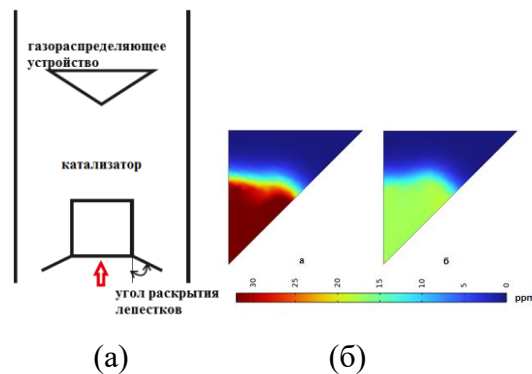 газораспределяющее
устройство
катализатор
угол раскрытия
лепестков
а
б
30
25
20
15
10
5
0
ppm
(а)
(б)